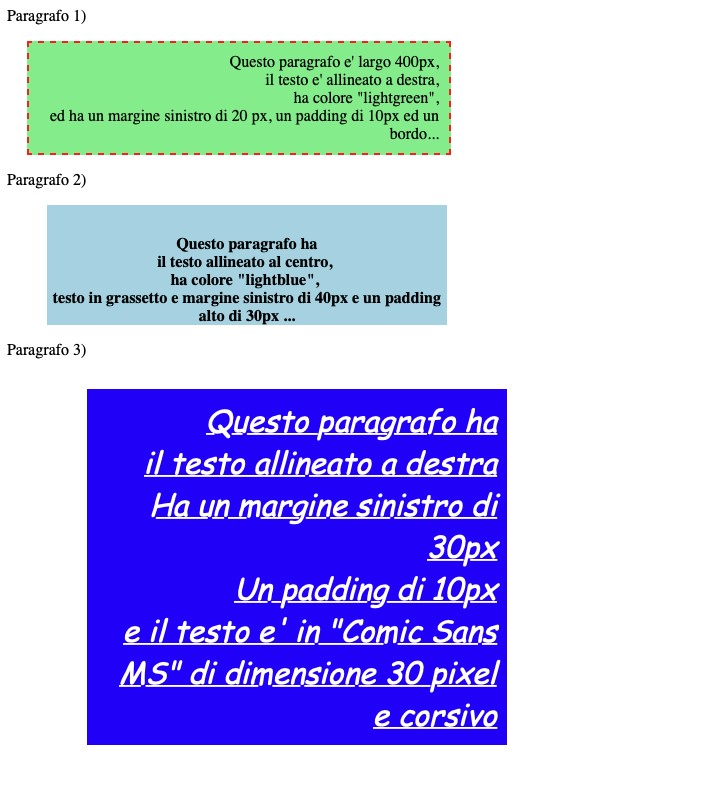 Paragrafo 1)
Questo paragrafo e' largo 400px,
il testo e' allineato a destra,
ha colore "lightgreen",
ed ha un margine sinistro di 20 px, un padding di 10px ed un
bordo...
Paragrafo 2)
Questo paragrafo ha
il testo allineato al centro,
ha colore "lightblue",
testo in grassetto e margine sinistro di 40px e un padding
alto di 30px ...
Paragrafo 3)
Questo paragrafo ha
il testo allineato a destra
Ha un margine sinistro di
30px
Un padding di 10px
e il testo e' in "Comic Sans
MS" di dimensione 30 pixel
e corsivo